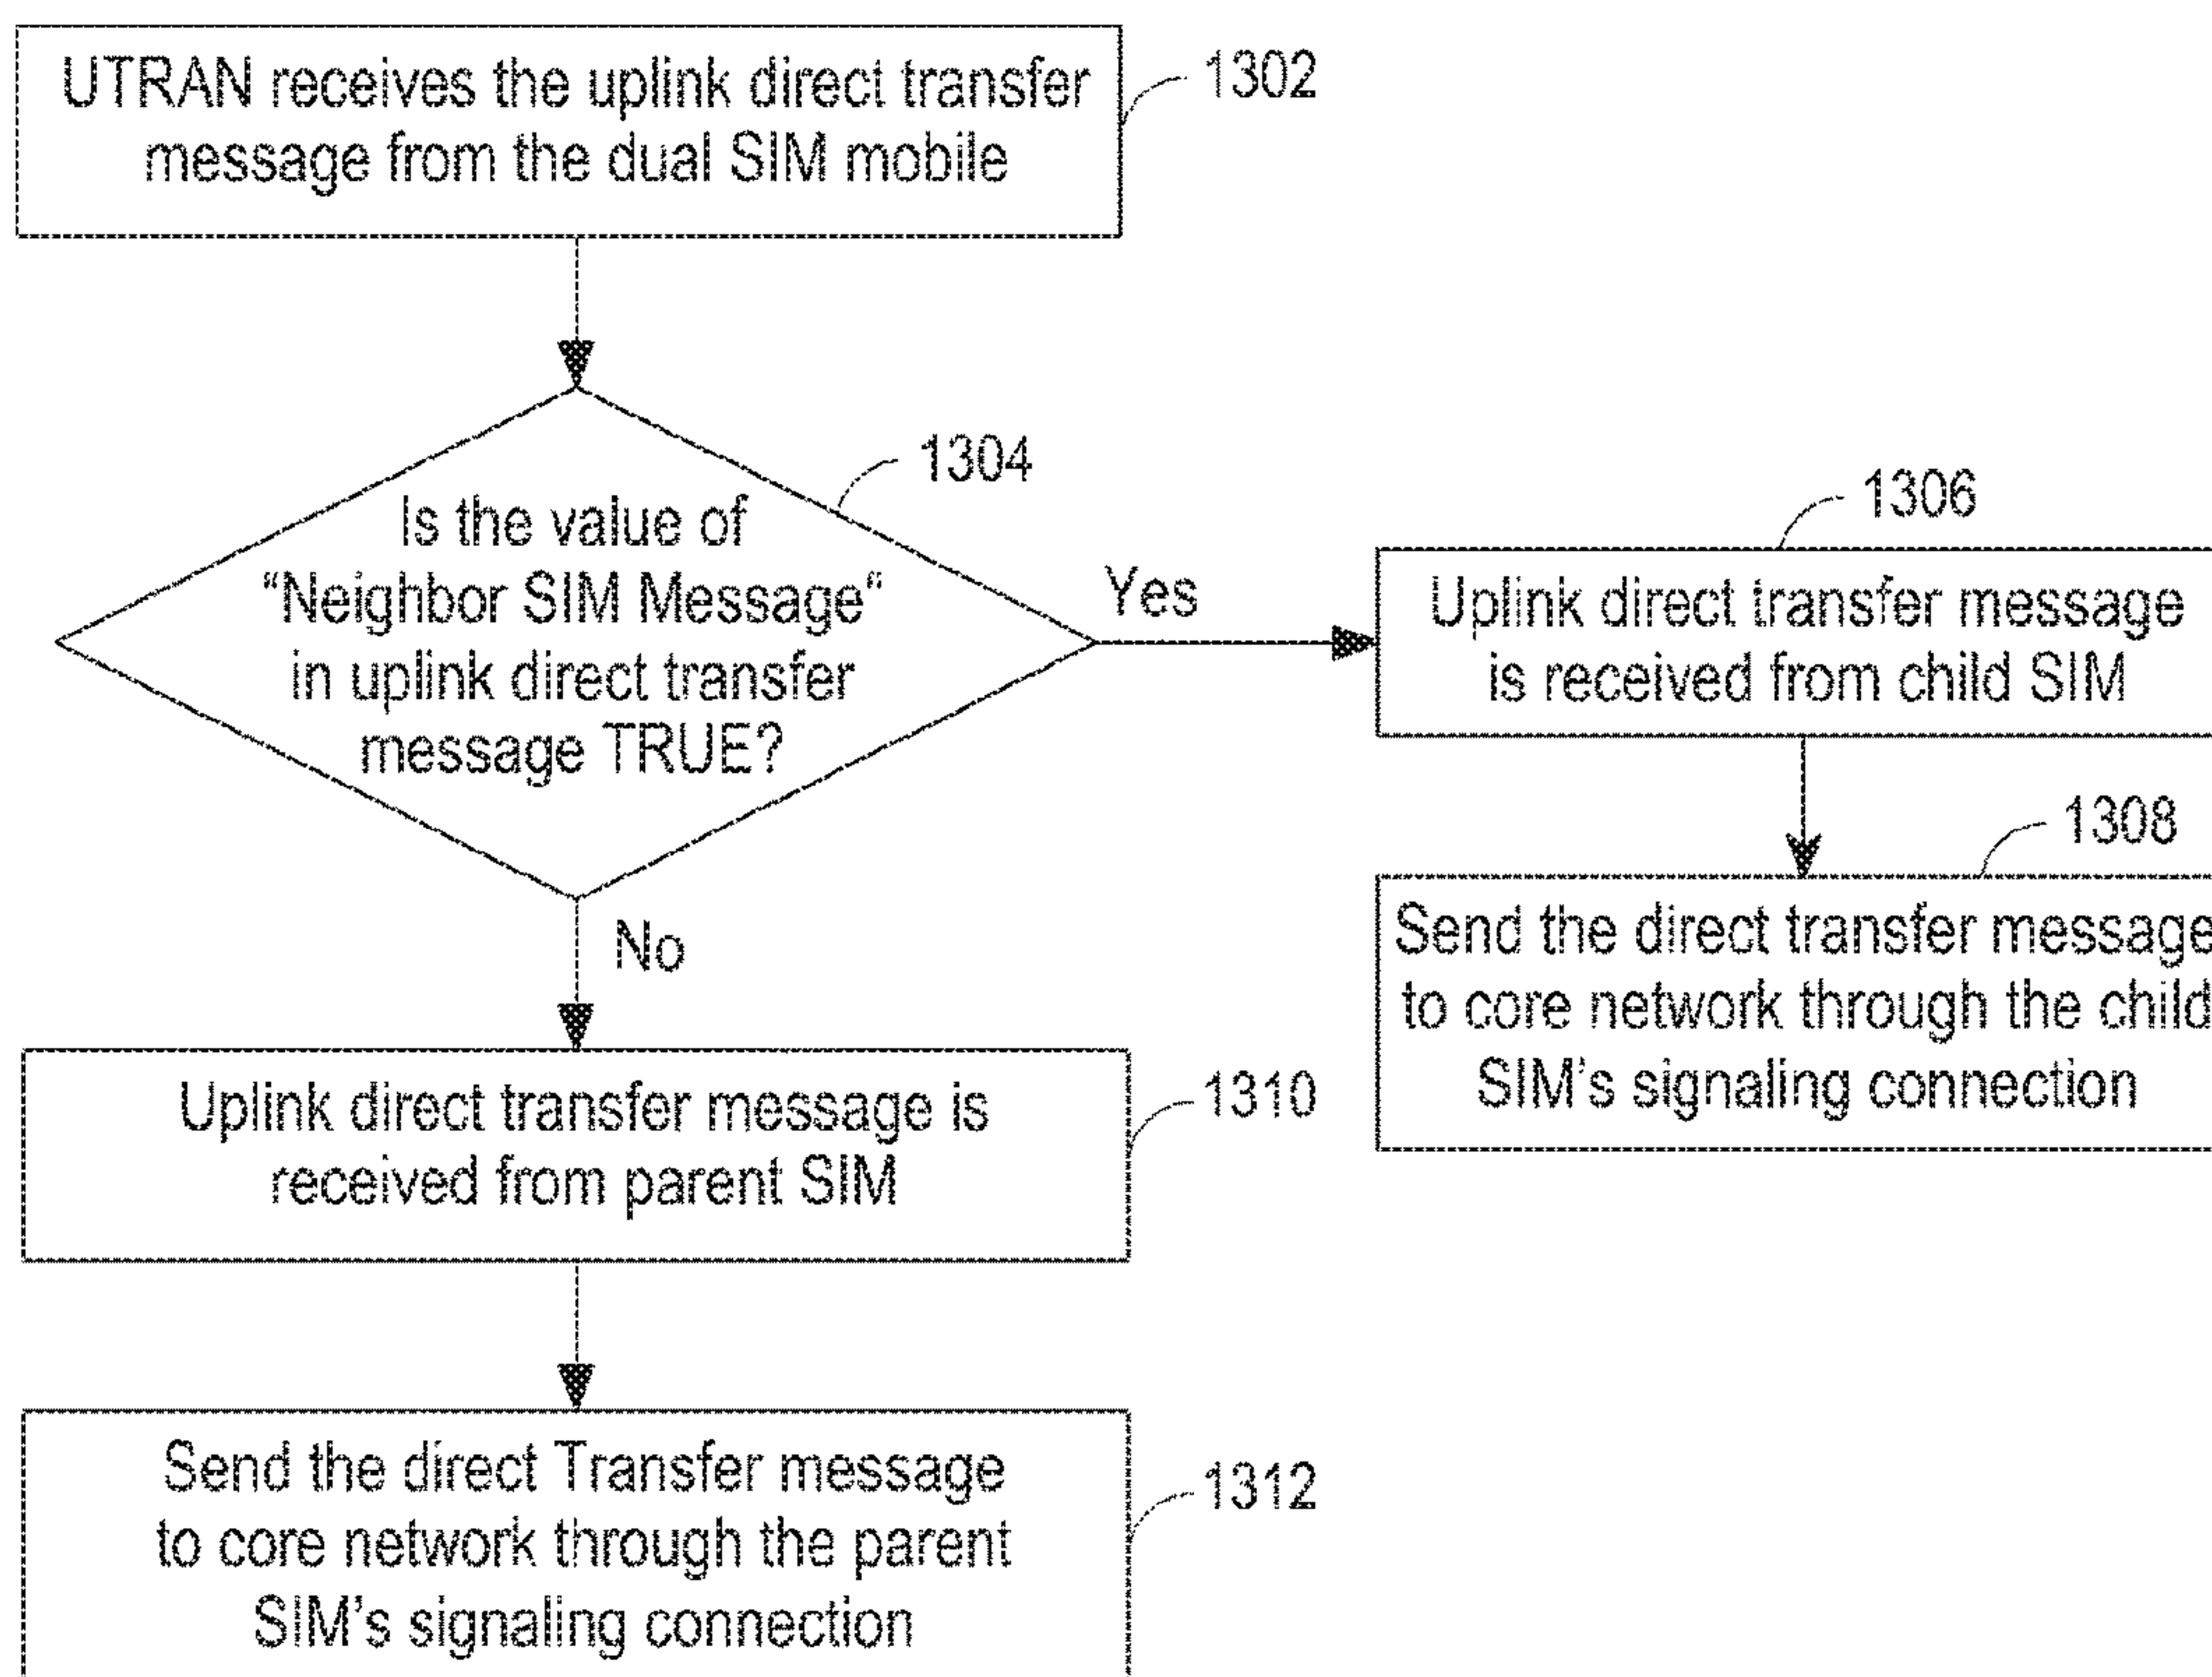 UTRAN receives the uplink direct transfer
message from the dual SIM mobile
1302
1304
Is the value of
“Neighbor SIM Message“
in uplink direct transfer
message TRUE?
Yes
1306
Uplink direct transfer message
is received from child SIM
1308
Send the direct transfer message
to core network through the child
SIM's signaling connection
No
1310
Uplink direct transfer message is
received from parent SIM
1312
Send the direct Transfer message
to core network through the parent
SIM's signaling connection